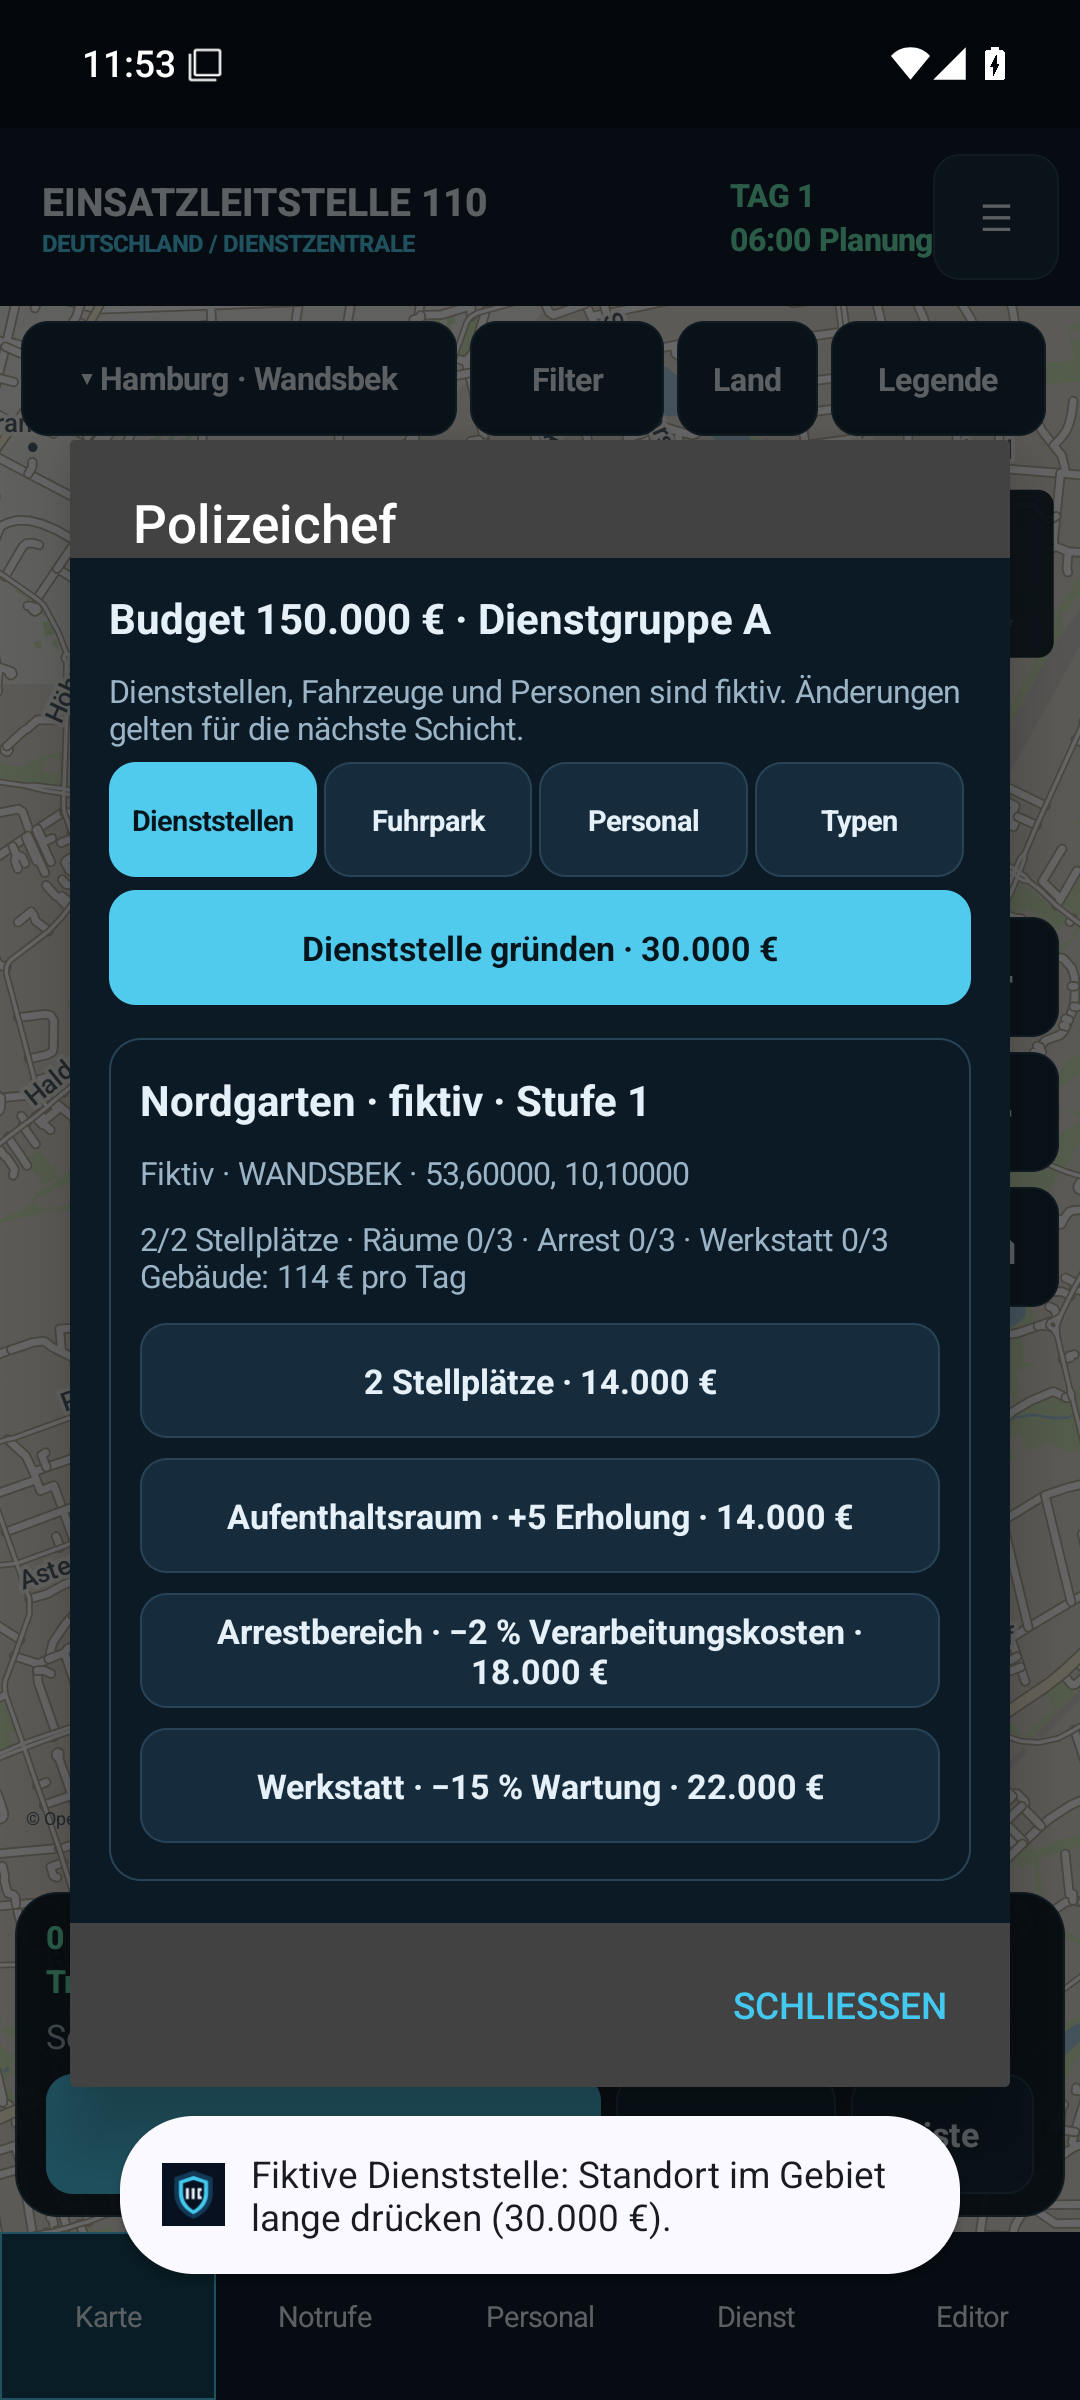 11:53
EINSATZLEITSTELLE 110
DEUTSCHLAND / DIENSTZENTRALE
TAG 1
06:00 Planung
Hamburg · Wandsbek
Filter
Land
Legende
Polizeichef
Budget 150.000 € · Dienstgruppe A
Dienststellen, Fahrzeuge und Personen sind fiktiv. Änderungen
gelten für die nächste Schicht.
Dienststellen
Fuhrpark
Personal
Typen
Dienststelle gründen · 30.000 €
Nordgarten · fiktiv · Stufe 1
Fiktiv · WANDSBEK · 53,60000, 10,10000
2/2 Stellplätze · Räume 0/3 · Arrest 0/3 · Werkstatt 0/3
Gebäude: 114 € pro Tag
2 Stellplätze · 14.000 €
Aufenthaltsraum · +5 Erholung · 14.000 €
Arrestbereich · −2 % Verarbeitungskosten ·
18.000 €
Werkstatt · −15 % Wartung · 22.000 €
0
SCHLIESSEN
Fiktive Dienststelle: Standort im Gebiet
lange drücken (30.000 €).
Karte
Notrufe
Personal
Dienst
Editor